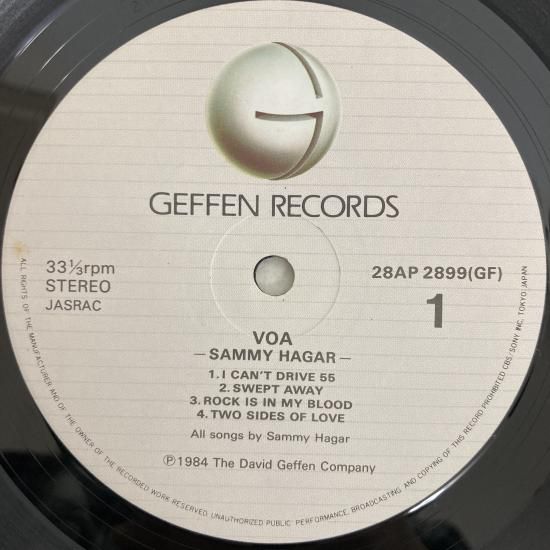 GEFFEN RECORDS
33⅓rpm
STEREO
JASRAC
28AP 2899(GF)
1
VOA
—SAMMY HAGAR—
1. I CAN'T DRIVE 55
2. SWEPT AWAY
3. ROCK IS IN MY BLOOD
4. TWO SIDES OF LOVE
All songs by Sammy Hagar
℗1984 The David Geffen Company
ALL RIGHTS OF THE MANUFACTURER AND OF THE OWNER OF THE RECORDED WORK RESERVED. UNAUTHORIZED PUBLIC PERFORMANCE, BROADCASTING AND COPYING OF THIS RECORD PROHIBITED CBS/SONY INC. TOKYO JAPAN